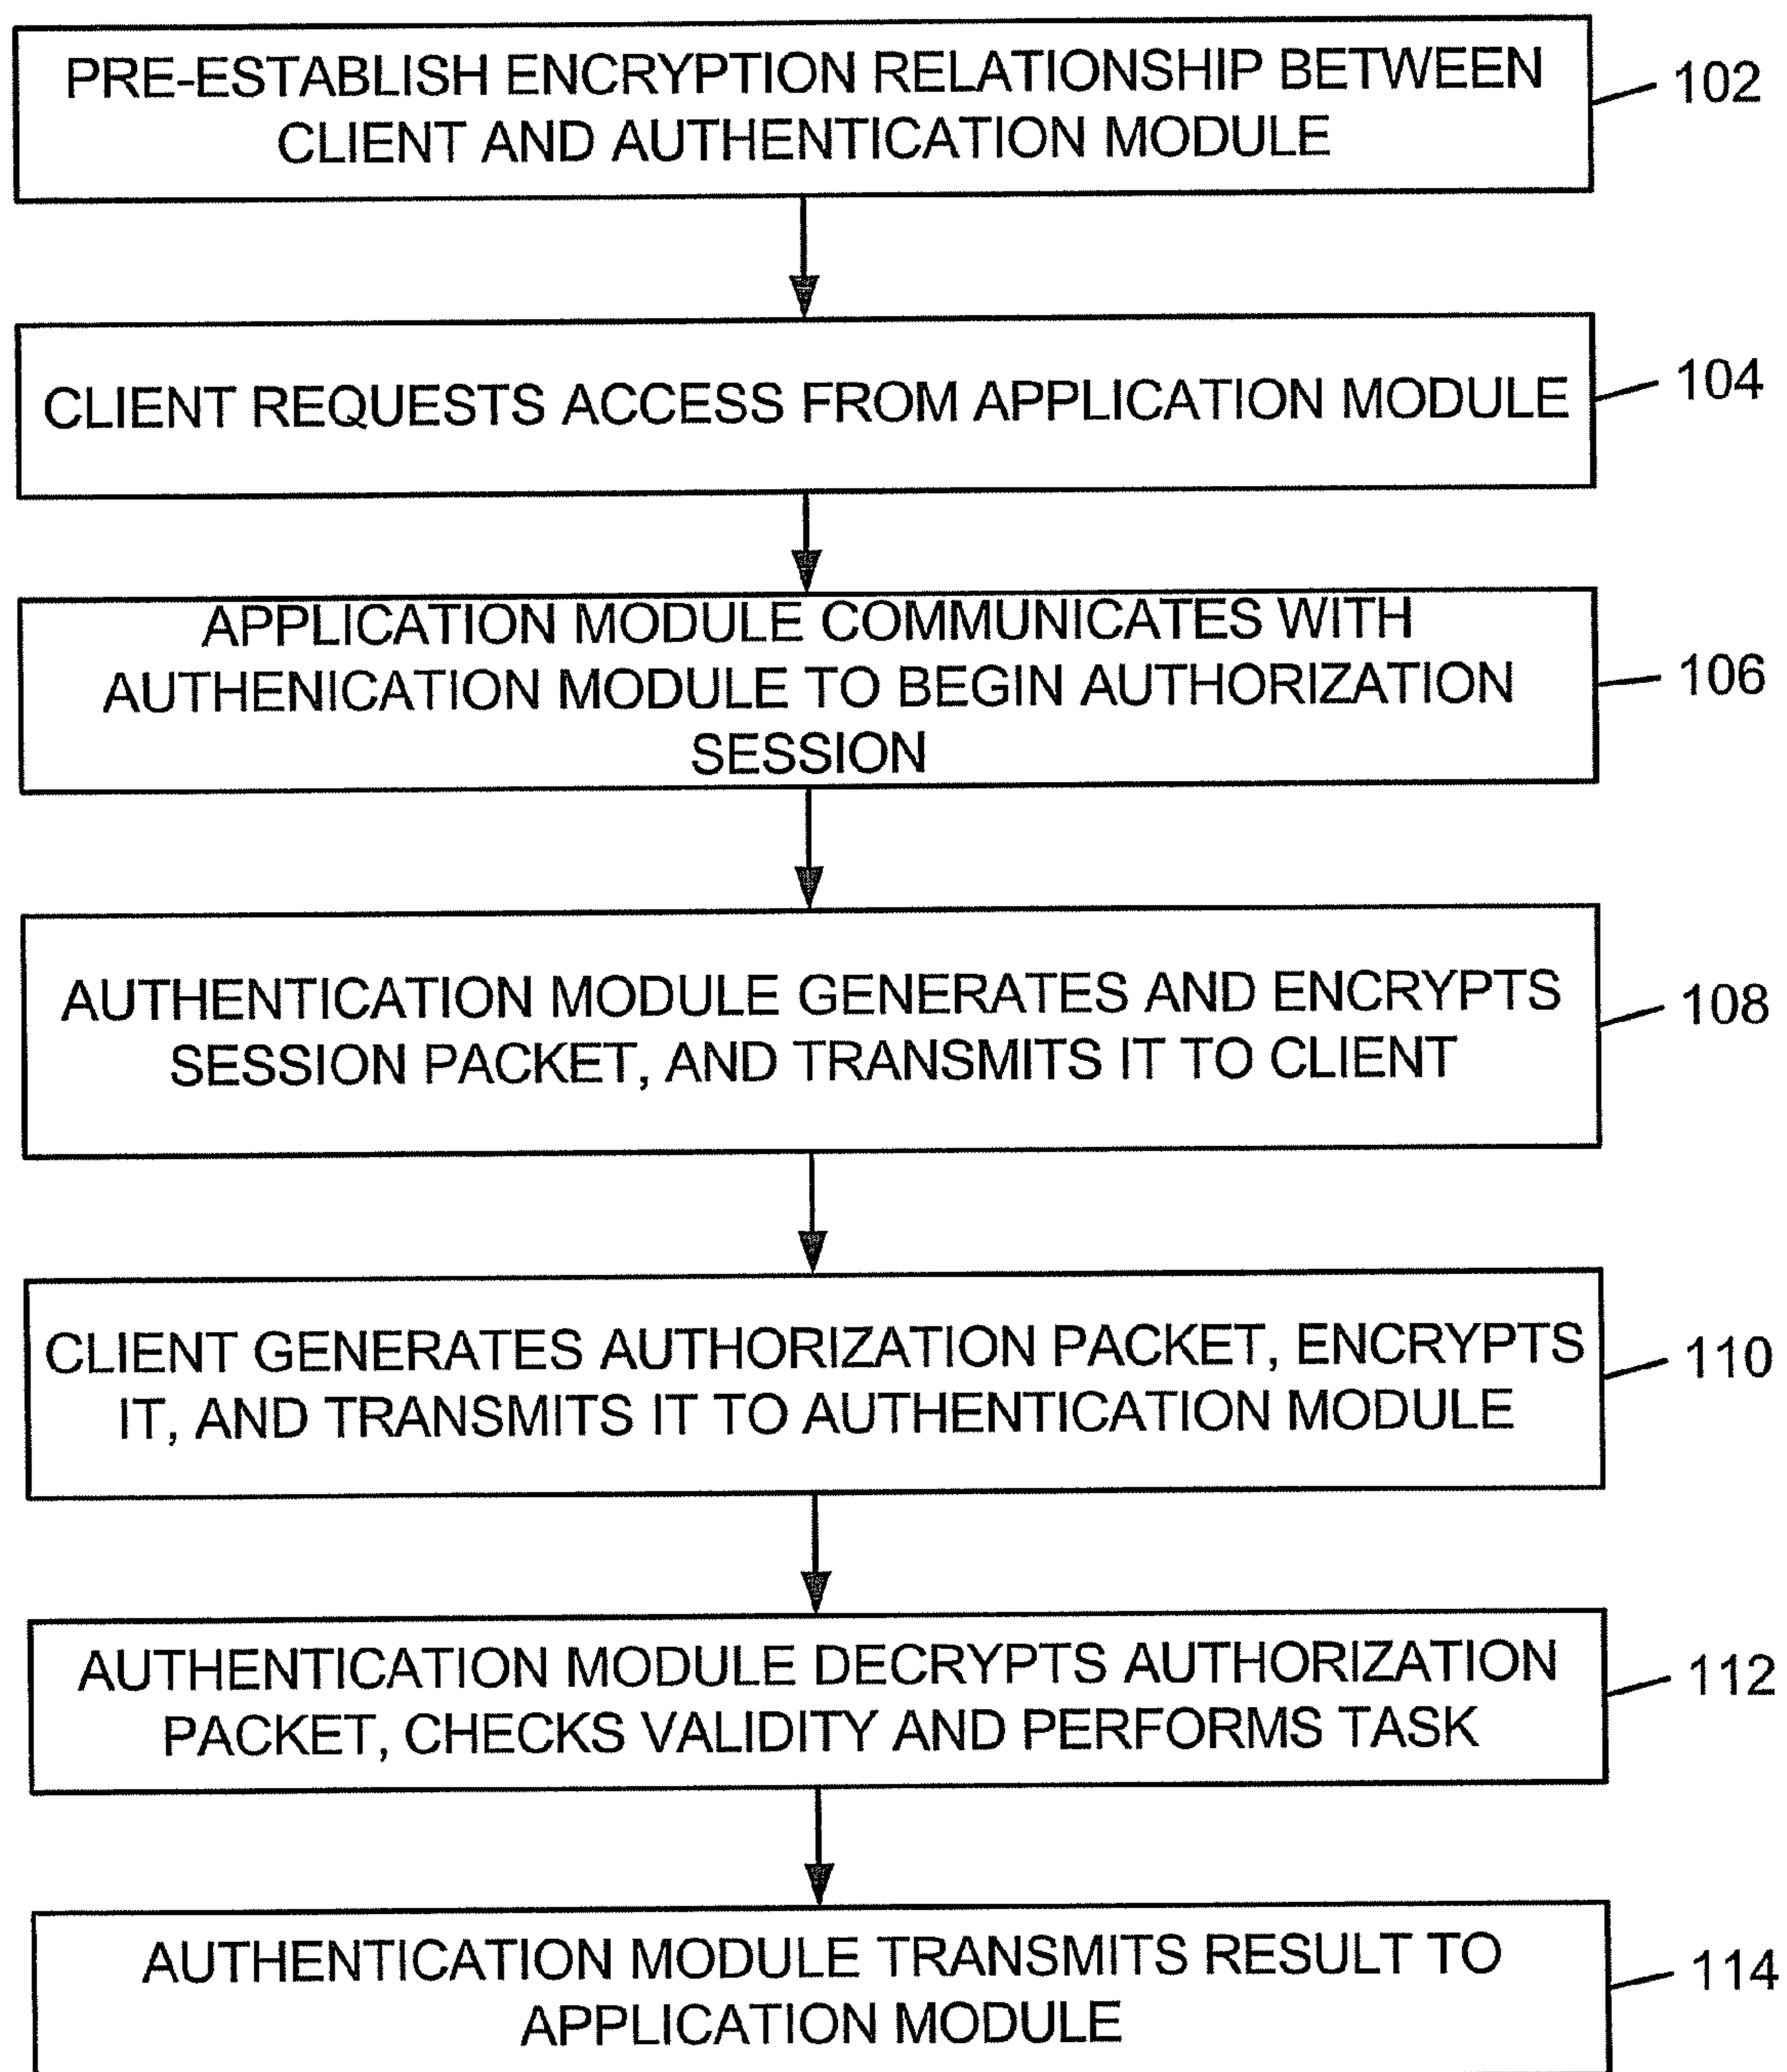 PRE-ESTABLISH ENCRYPTION RELATIONSHIP BETWEEN
CLIENT AND AUTHENTICATION MODULE
102
CLIENT REQUESTS ACCESS FROM APPLICATION MODULE
104
APPLICATION MODULE COMMUNICATES WITH
AUTHENICATION MODULE TO BEGIN AUTHORIZATION
SESSION
106
AUTHENTICATION MODULE GENERATES AND ENCRYPTS
SESSION PACKET, AND TRANSMITS IT TO CLIENT
108
CLIENT GENERATES AUTHORIZATION PACKET, ENCRYPTS
IT, AND TRANSMITS IT TO AUTHENTICATION MODULE
110
AUTHENTICATION MODULE DECRYPTS AUTHORIZATION
PACKET, CHECKS VALIDITY AND PERFORMS TASK
112
AUTHENTICATION MODULE TRANSMITS RESULT TO
APPLICATION MODULE
114